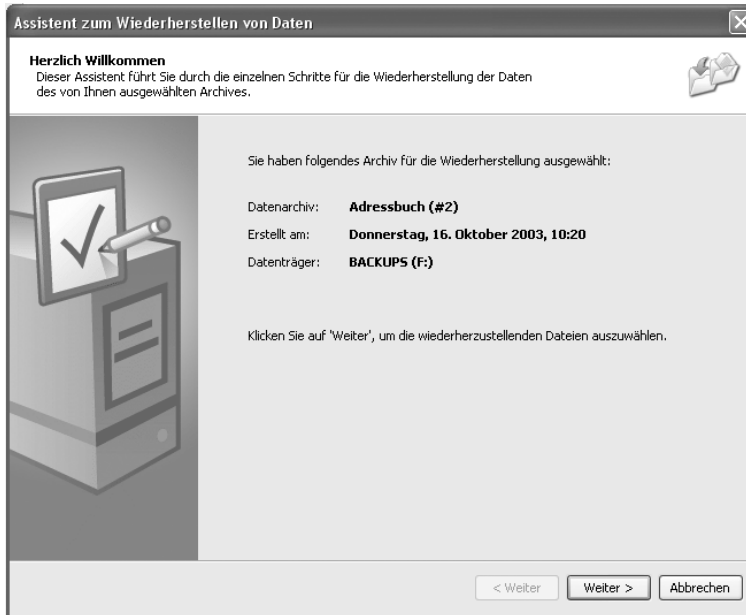 Assistent zum Wiederherstellen von Daten
Herzlich Willkommen
Dieser Assistent führt Sie durch die einzelnen Schritte für die Wiederherstellung der Daten
des von Ihnen ausgewählten Archives.
Sie haben folgendes Archiv für die Wiederherstellung ausgewählt:
Datenarchiv: Adressbuch (#2)
Erstellt am: Donnerstag, 16. Oktober 2003, 10:20
Datenträger: BACKUPS (F:)
Klicken Sie auf 'Weiter', um die wiederherzustellenden Dateien auszuwählen.
< Weiter Weiter > Abbrechen